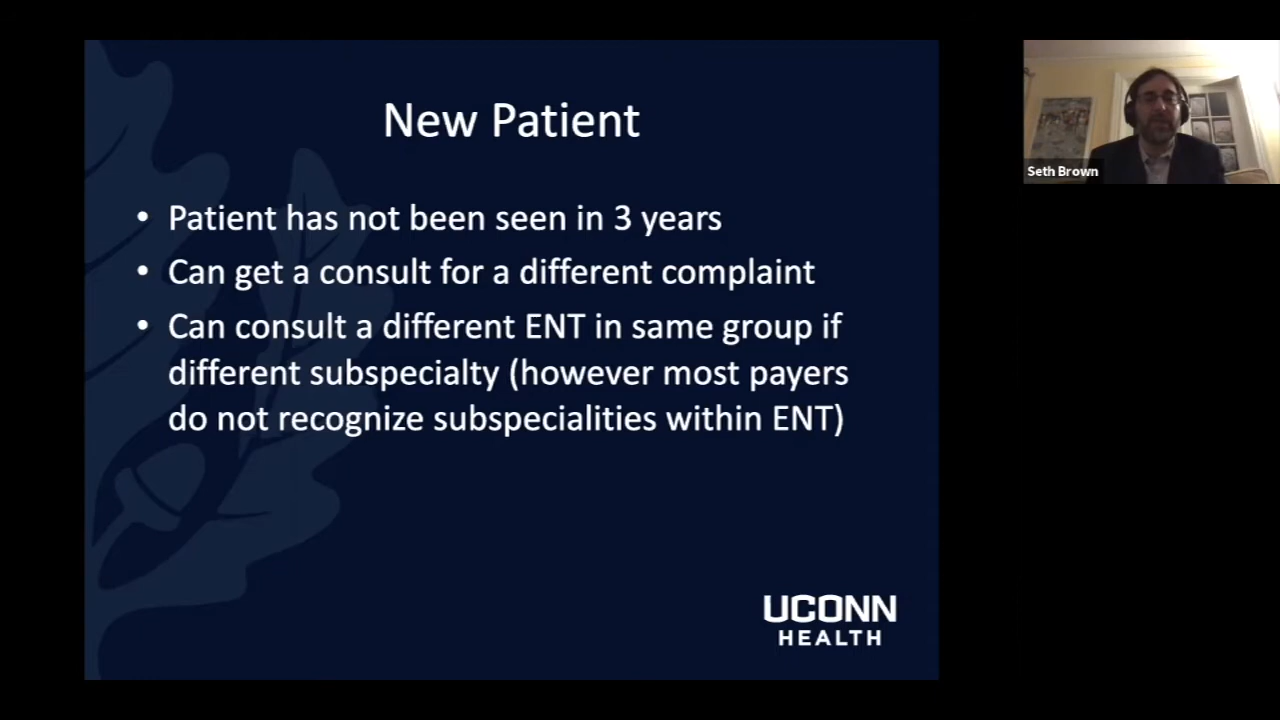 New Patient
• Patient has not been seen in 3 years
• Can get a consult for a different complaint
• Can consult a different ENT in same group if
different subspecialty (however most payers
do not recognize subspecialities within ENT)
UCONN
HEALTH
Seth Brown